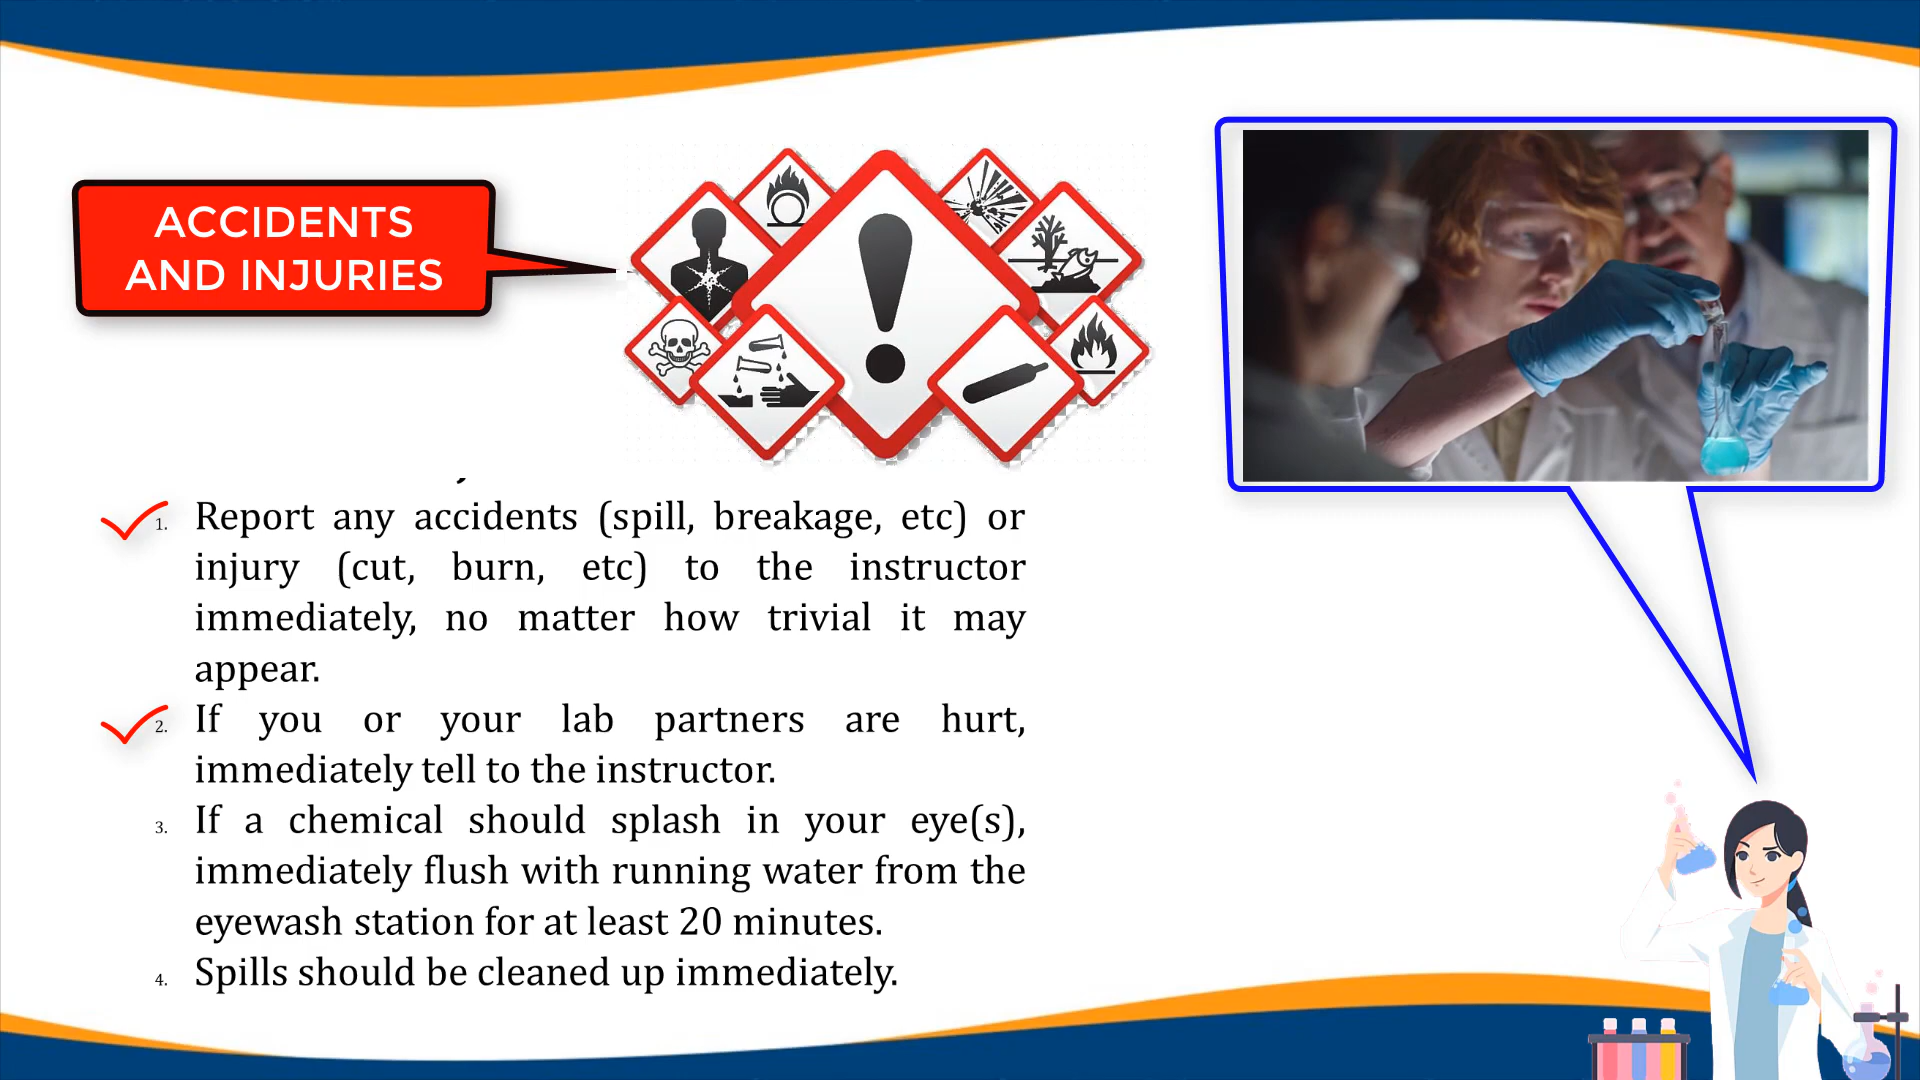 ACCIDENTS
AND INJURIES
1. Report any accidents (spill, breakage, etc) or
injury (cut, burn, etc) to the instructor
immediately, no matter how trivial it may
appear.
2. If you or your lab partners are hurt,
immediately tell to the instructor.
3. If a chemical should splash in your eye(s),
immediately flush with running water from the
eyewash station for at least 20 minutes.
4. Spills should be cleaned up immediately.